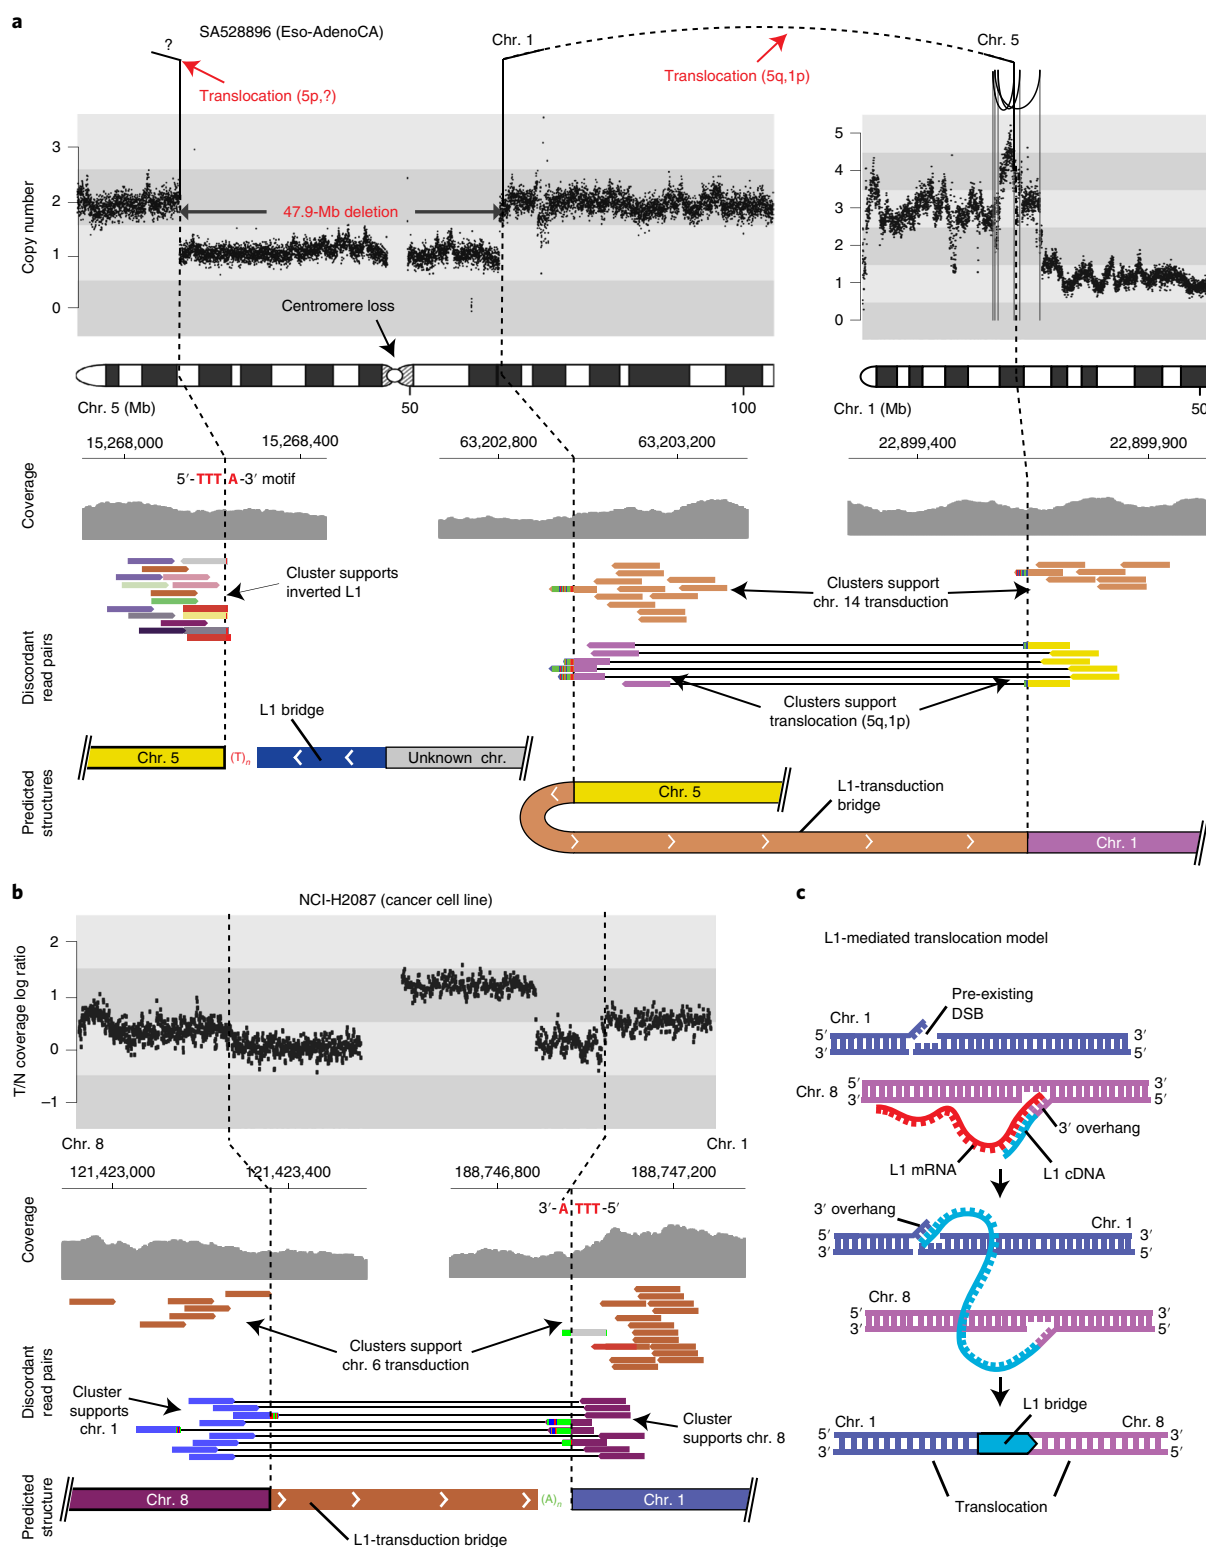 a
SA528896 (Eso-AdenoCA)
?
Chr. 1
Chr. 5
Translocation (5p,?)
Translocation (5q,1p)
Copy number
3
2
1
0
47.9-Mb deletion
Centromere loss
5
4
3
2
1
0
Chr. 5 (Mb)
50
100
Chr. 1 (Mb)
50
15,268,000
15,268,400
63,202,800
63,203,200
22,899,400
22,899,900
5′-TTT A-3′ motif
Coverage
Cluster supports
inverted L1
Clusters support
chr. 14 transduction
Discordant
read pairs
Clusters support
translocation (5q,1p)
L1 bridge
Predicted
structures
Chr. 5
(T)n
Unknown chr.
Chr. 5
L1-transduction
bridge
Chr. 1
b
NCI-H2087 (cancer cell line)
T/N coverage log ratio
2
1
0
−1
Chr. 8
Chr. 1
121,423,000
121,423,400
188,746,800
188,747,200
3′-A TTT-5′
Coverage
Clusters support
chr. 6 transduction
Discordant
read pairs
Cluster
supports
chr. 1
Cluster
supports chr. 8
Predicted
structure
Chr. 8
(A)n
Chr. 1
L1-transduction bridge
c
L1-mediated translocation model
Pre-existing
DSB
Chr. 1
5′
3′
3′
5′
Chr. 8
5′
3′
3′
5′
3′ overhang
L1 mRNA
L1 cDNA
3′ overhang
Chr. 1
5′
3′
3′
5′
Chr. 8
5′
3′
3′
5′
L1 bridge
Chr. 1
Chr. 8
5′
3′
3′
5′
Translocation